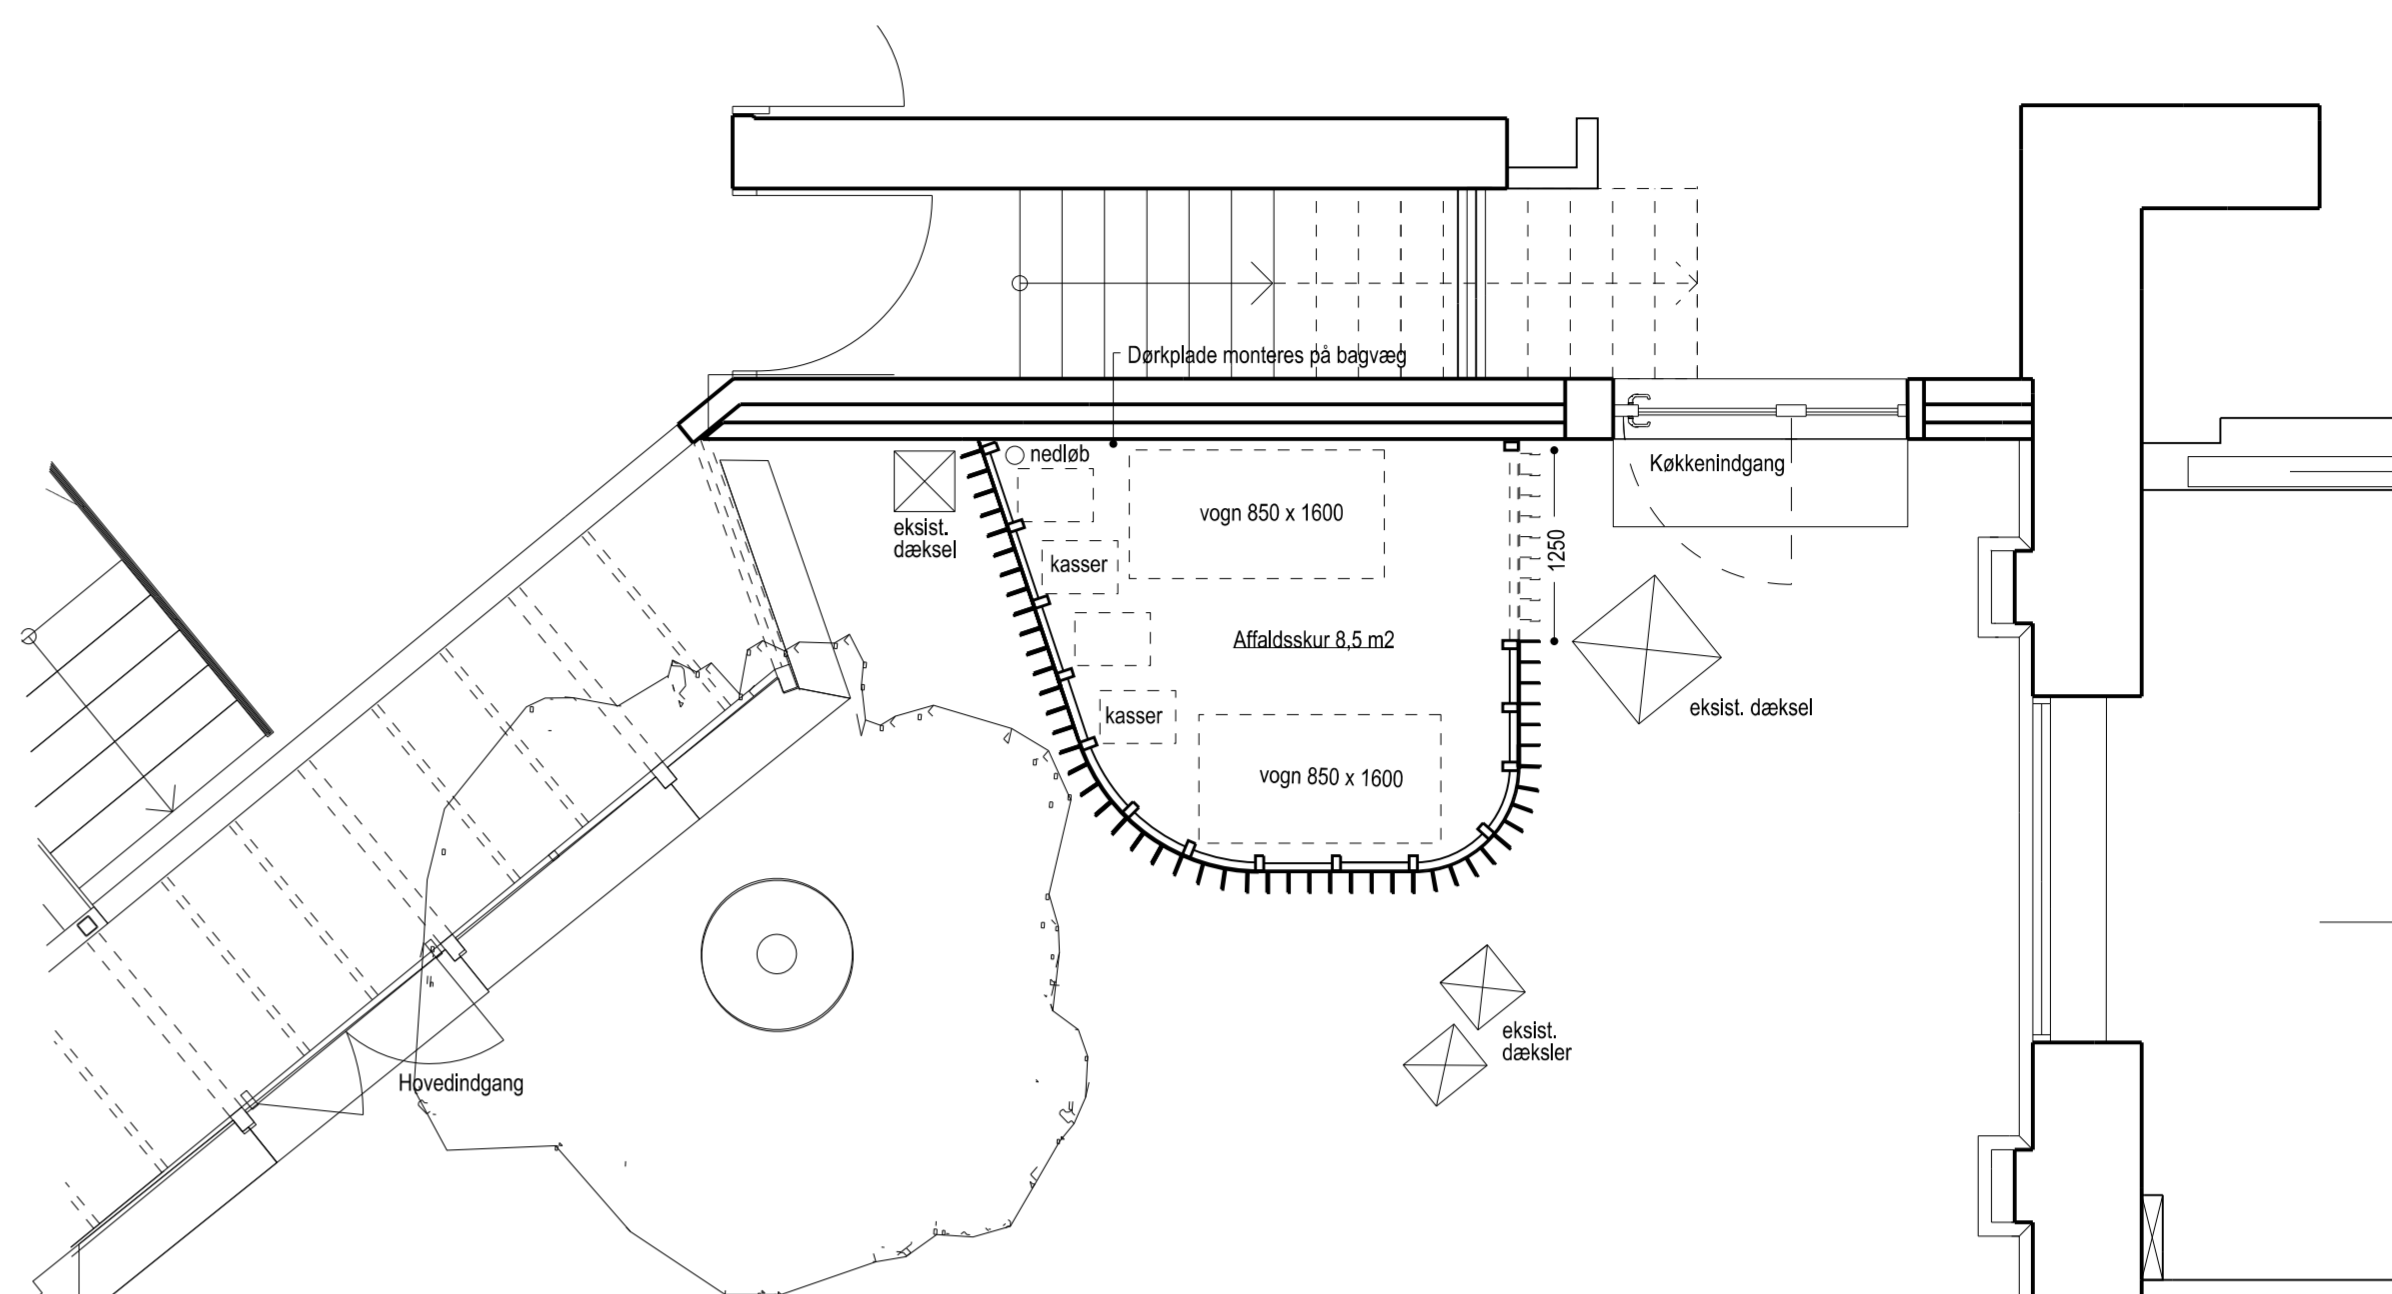 Dørkplade monteres på bagvæg
nedløb
Køkkenindgang
eksist.
dæksel
vogn 850 x 1600
kasser
1250
Affaldsskur 8,5 m2
eksist. dæksel
kasser
vogn 850 x 1600
eksist.
dæksler
Hovedindgang